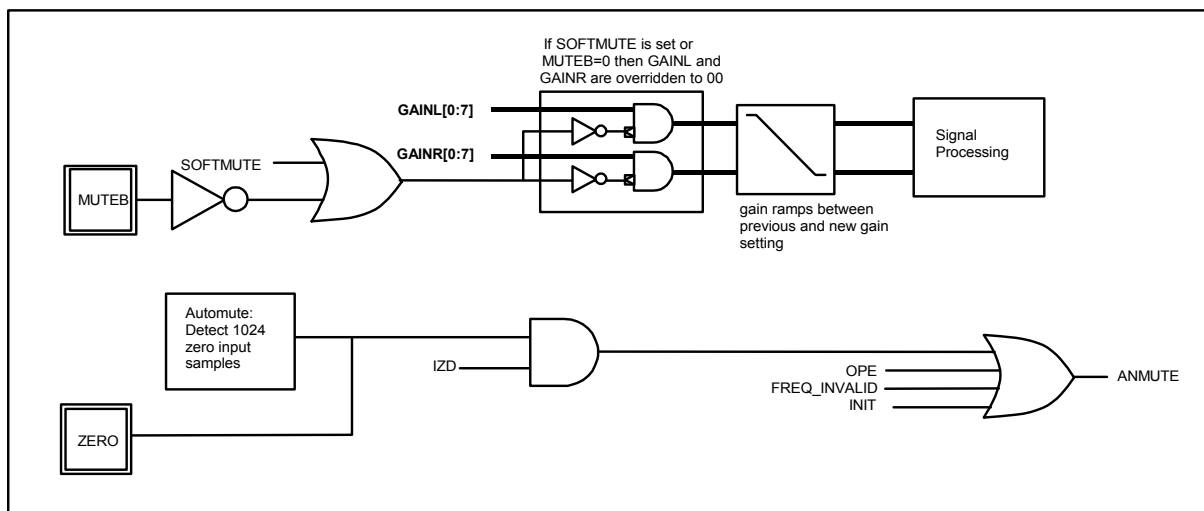 If SOFTMUTE is set or
MUTEB=0 then GAINL and
GAINR are overridden to 00
GAINL[0:7]
SOFTMUTE
GAINR[0:7]
MUTEB
Signal
Processing
gain ramps between
previous and new gain
setting
Automute:
Detect 1024
zero input
samples
IZD
OPE
FREQ_INVALID
INIT
ANMUTE
ZERO